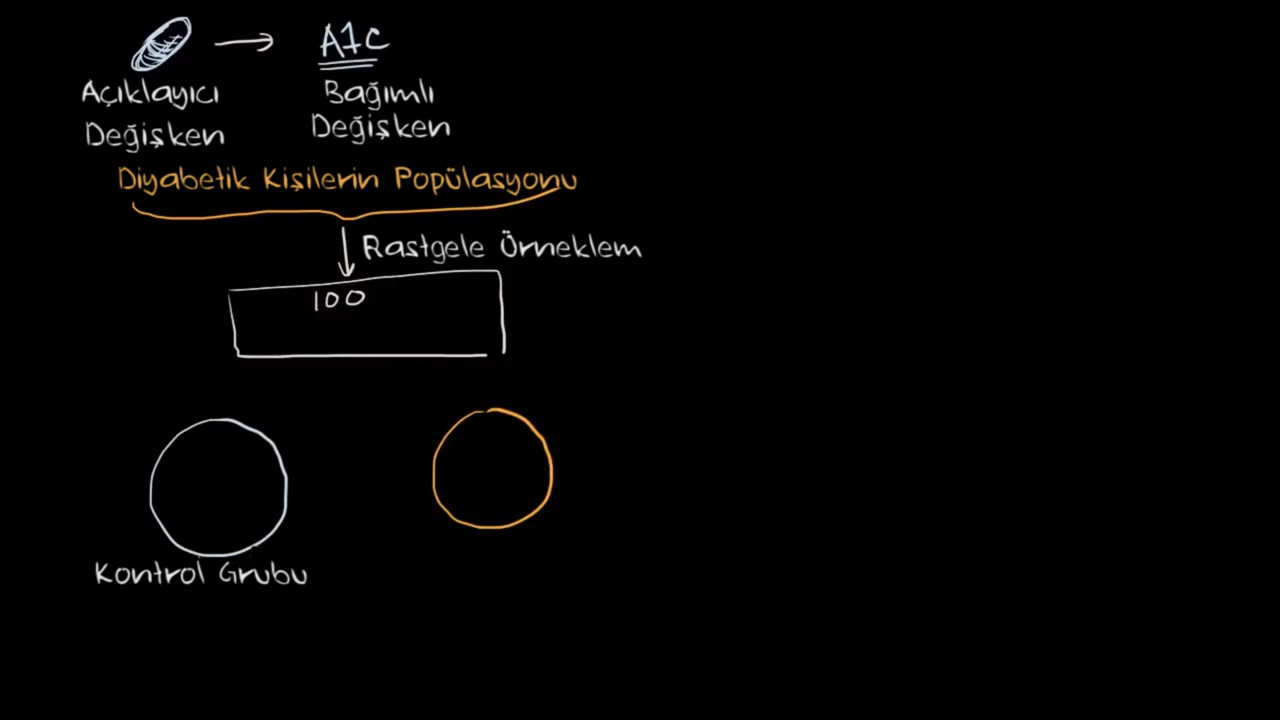 A1C
Açıklayıcı
Değişken
Bağımlı
Değişken
Diyabetik Kişilerin Popülasyonu
Rastgele Örneklem
100
Kontrol Grubu